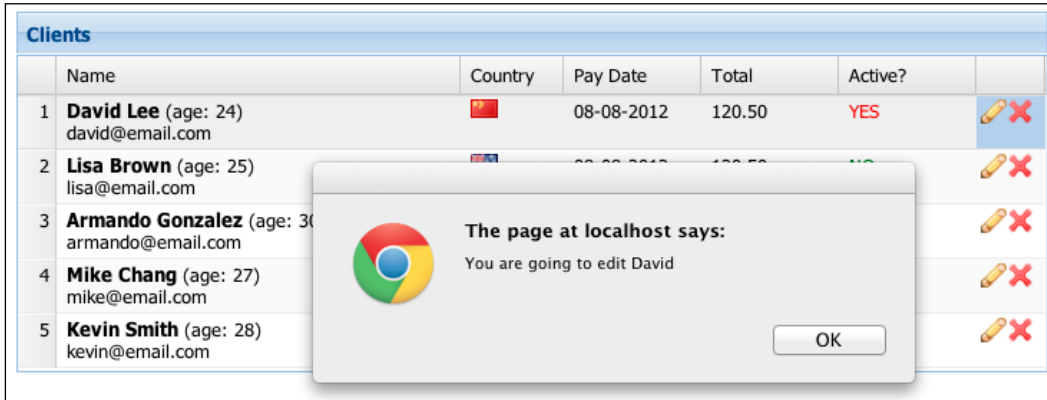 Clients
Name Country Pay Date Total Active?
1 David Lee (age: 24) 08-08-2012 120.50 YES
david@email.com
2 Lisa Brown (age: 25)
lisa@email.com
3 Armando Gonzalez (age: 30
armando@email.com
4 Mike Chang (age: 27)
mike@email.com
5 Kevin Smith (age: 28)
kevin@email.com
The page at localhost says:
You are going to edit David
OK